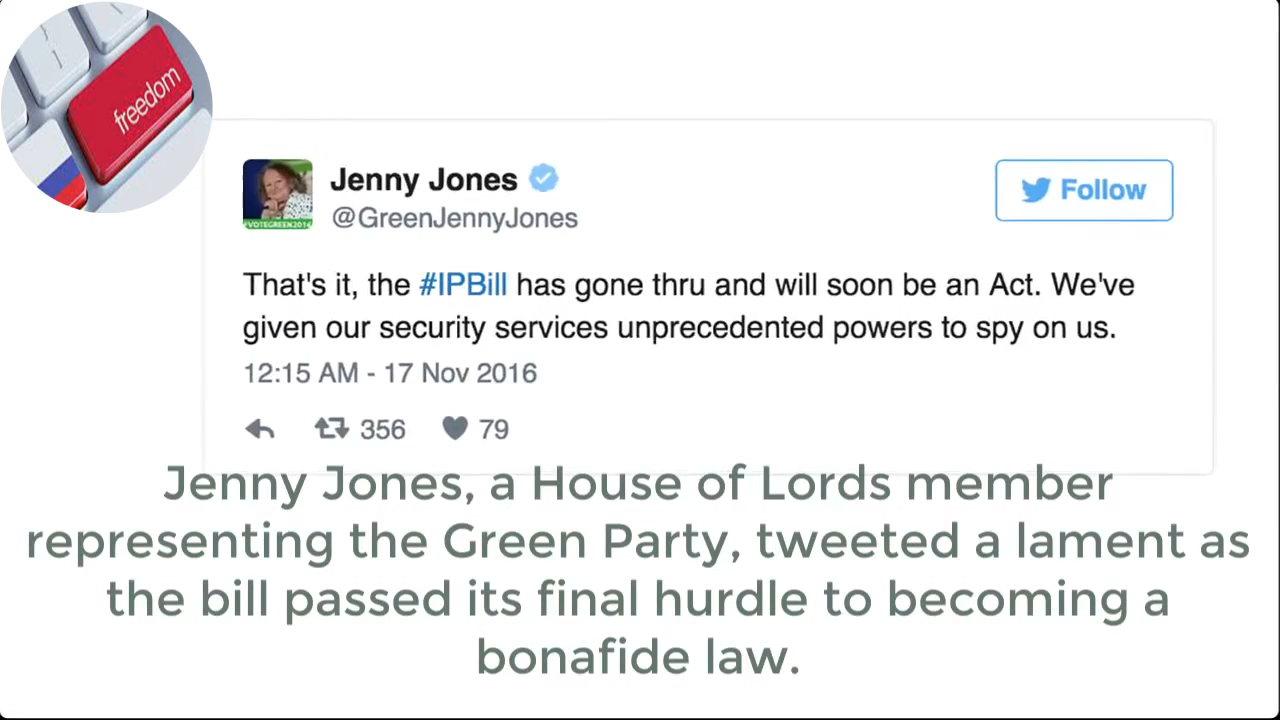 freedom
Jenny Jones
@GreenJennyJones
Follow
#VOTEGREEN2016
That's it, the #IPBill has gone thru and will soon be an Act. We've
given our security services unprecedented powers to spy on us.
12:15 AM - 17 Nov 2016
356 79
Jenny Jones, a House of Lords member
representing the Green Party, tweeted a lament as
the bill passed its final hurdle to becoming a
bonafide law.